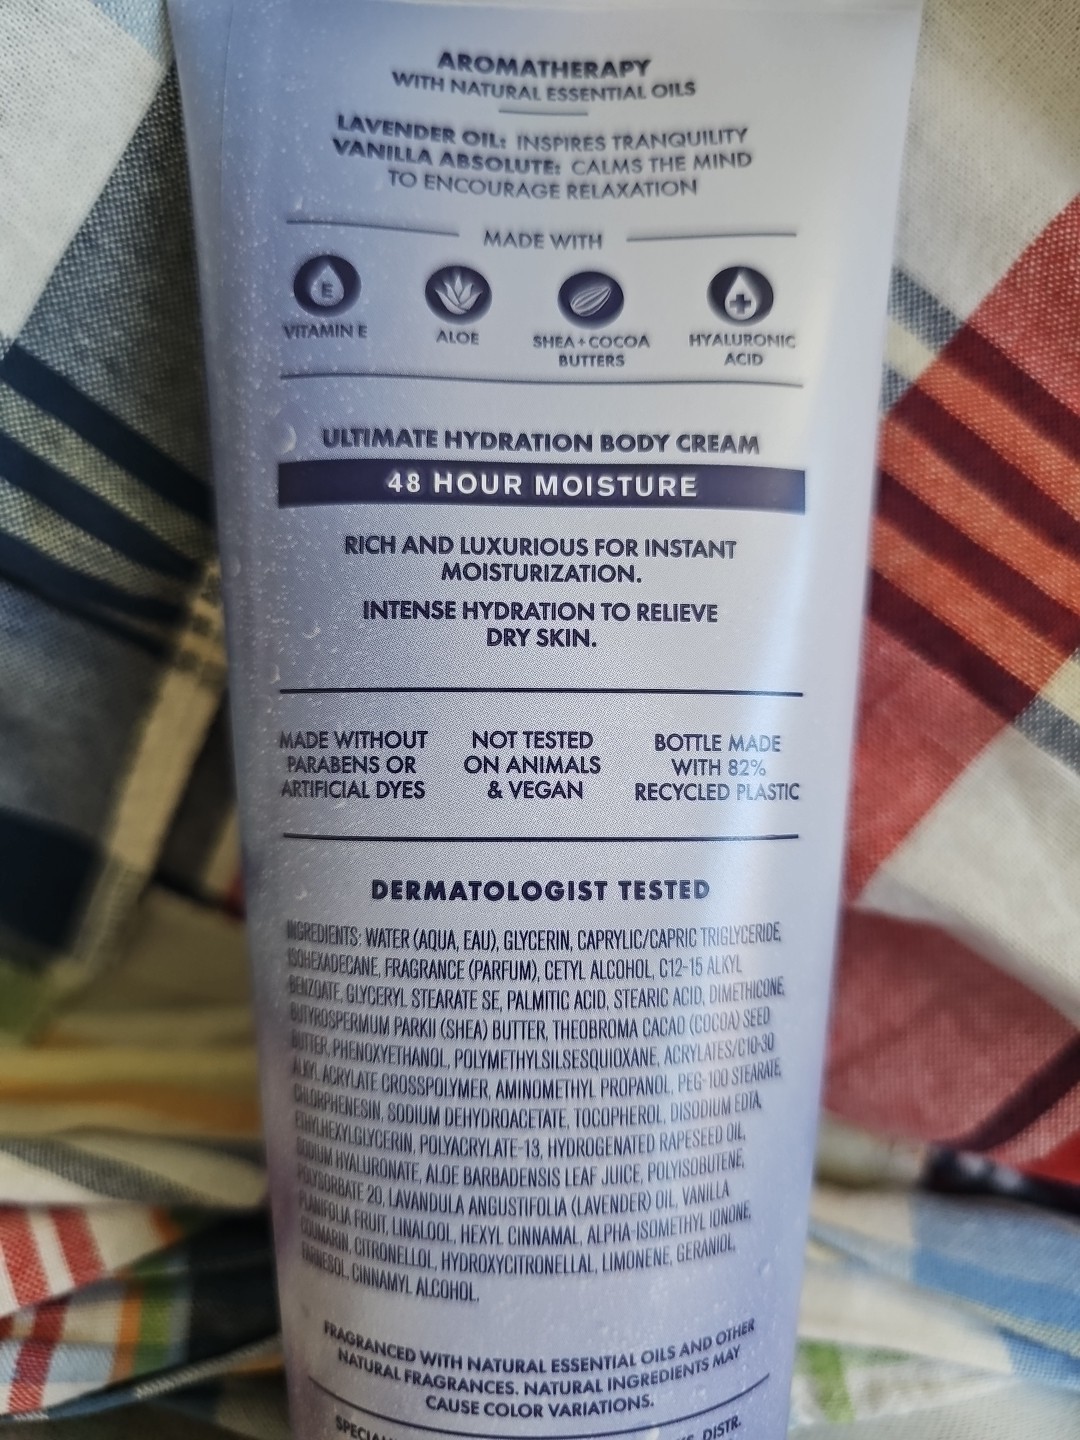 AROMATHERAPY
WITH NATURAL ESSENTIAL OILS
LAVENDER OIL: INSPIRES TRANQUILITY
VANILLA ABSOLUTE: CALMS THE MIND
TO ENCOURAGE RELAXATION
MADE WITH
E
VITAMIN E
ALOE
SHEA + COCOA
BUTTERS
HYALURONIC
ACID
ULTIMATE HYDRATION BODY CREAM
48 HOUR MOISTURE
RICH AND LUXURIOUS FOR INSTANT
MOISTURIZATION.
INTENSE HYDRATION TO RELIEVE
DRY SKIN.
MADE WITHOUT
PARABENS OR
ARTIFICIAL DYES
NOT TESTED
ON ANIMALS
& VEGAN
BOTTLE MADE
WITH 82%
RECYCLED PLASTIC
DERMATOLOGIST TESTED
INGREDIENTS: WATER (AQUA, EAU), GLYCERIN, CAPRYLIC/CAPRIC TRIGLYCERIDE,
ISOHEXADECANE, FRAGRANCE (PARFUM), CETYL ALCOHOL, C12-15 ALKYL
BENZOATE, GLYCERYL STEARATE SE, PALMITIC ACID, STEARIC ACID, DIMETHICONE,
BUTYROSPERMUM PARKII (SHEA) BUTTER, THEOBROMA CACAO (COCOA) SEED
BUTTER, PHENOXYETHANOL, POLYMETHYLSILSESQUIOXANE, ACRYLATES/C10-30
ALKYL ACRYLATE CROSSPOLYMER, AMINOMETHYL PROPANOL, PEG-100 STEARATE,
CHLORPHENESIN, SODIUM DEHYDROACETATE, TOCOPHEROL, DISODIUM EDTA,
ETHYLHEXYLGLYCERIN, POLYACRYLATE-13, HYDROGENATED RAPESEED OIL,
SODIUM HYALURONATE, ALOE BARBADENSIS LEAF JUICE, POLYISOBUTENE,
POLYSORBATE 20, LAVANDULA ANGUSTIFOLIA (LAVENDER) OIL, VANILLA
PLANIFOLIA FRUIT, LINALOOL, HEXYL CINNAMAL, ALPHA-ISOMETHYL IONONE,
COUMARIN, CITRONELLOL, HYDROXYCITRONELLAL, LIMONENE, GERANIOL,
FARNESOL, CINNAMYL ALCOHOL.
FRAGRANCED WITH NATURAL ESSENTIAL OILS AND OTHER
NATURAL FRAGRANCES. NATURAL INGREDIENTS MAY
CAUSE COLOR VARIATIONS.
DISTR.